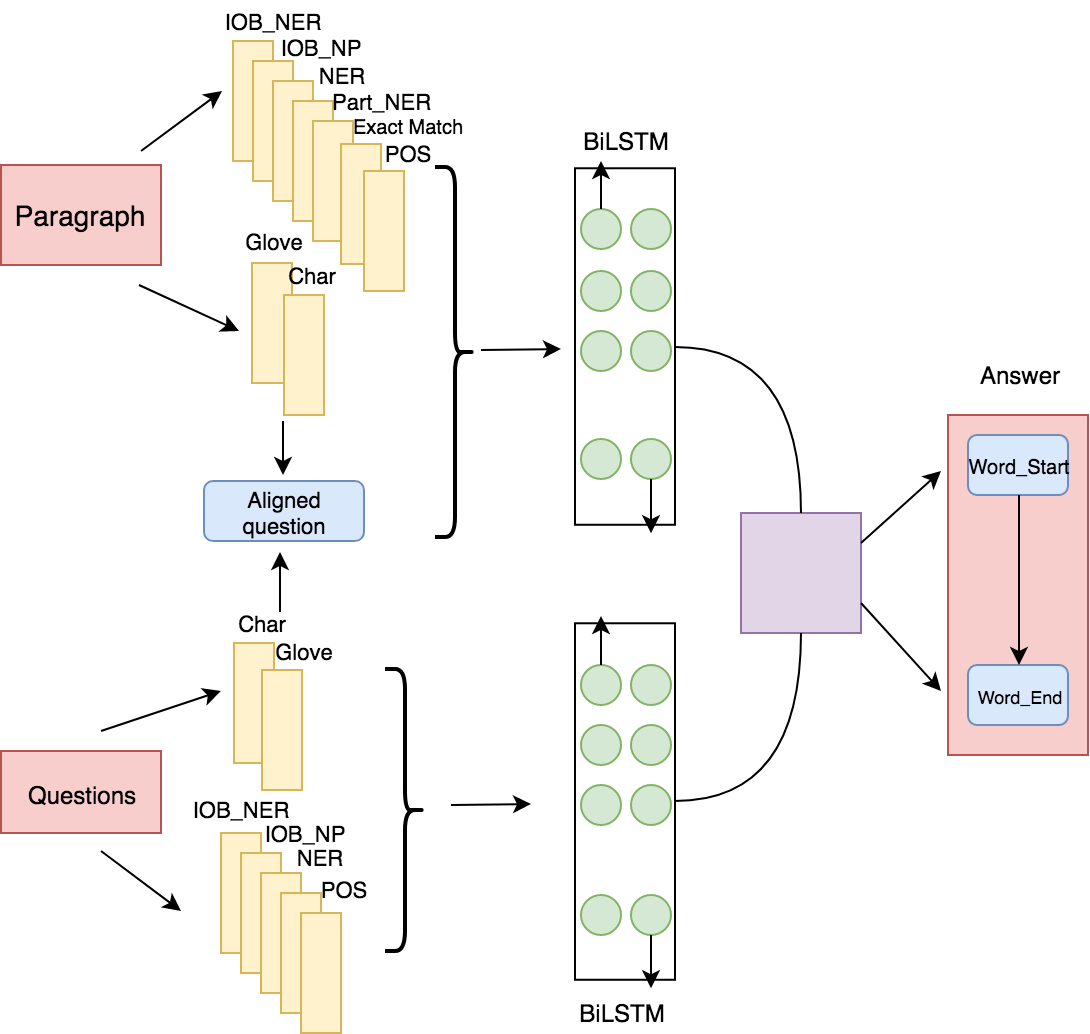 IOB_NER
IOB_NP
NER
Part_NER
Exact Match
POS
Paragraph
Glove
Char
Aligned
question
Char
Glove
Questions
IOB_NER
IOB_NP
NER
POS
BiLSTM
BiLSTM
Answer
Word_Start
Word_End